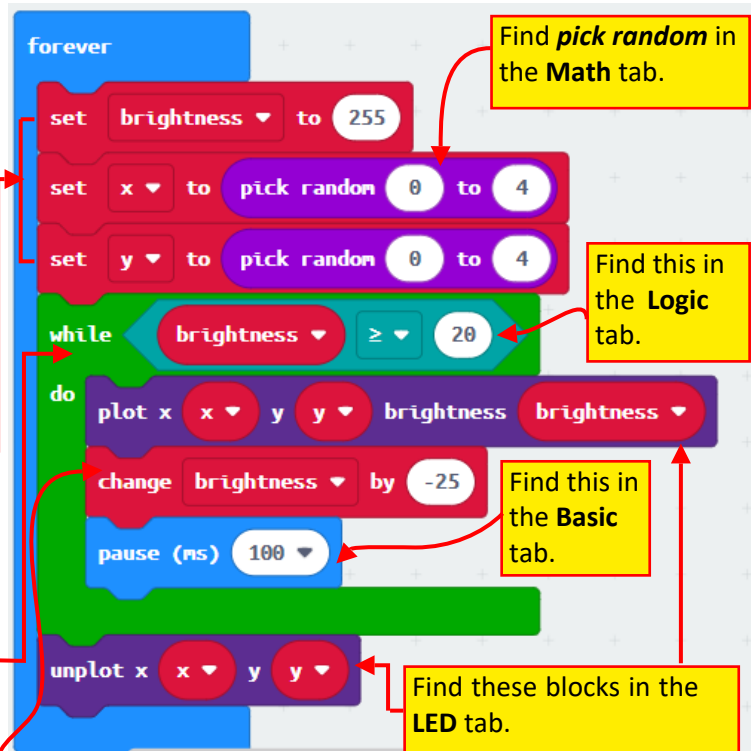 forever
Find pick random in
the Math tab.
set brightness to 255
set x to pick random 0 to 4
set y to pick random 0 to 4
Find this in
the Logic
tab.
while brightness ≥ 20
do
plot x x y y brightness brightness
change brightness by -25
Find this in
the Basic
tab.
pause (ms) 100
unplot x x y y
Find these blocks in the
LED tab.